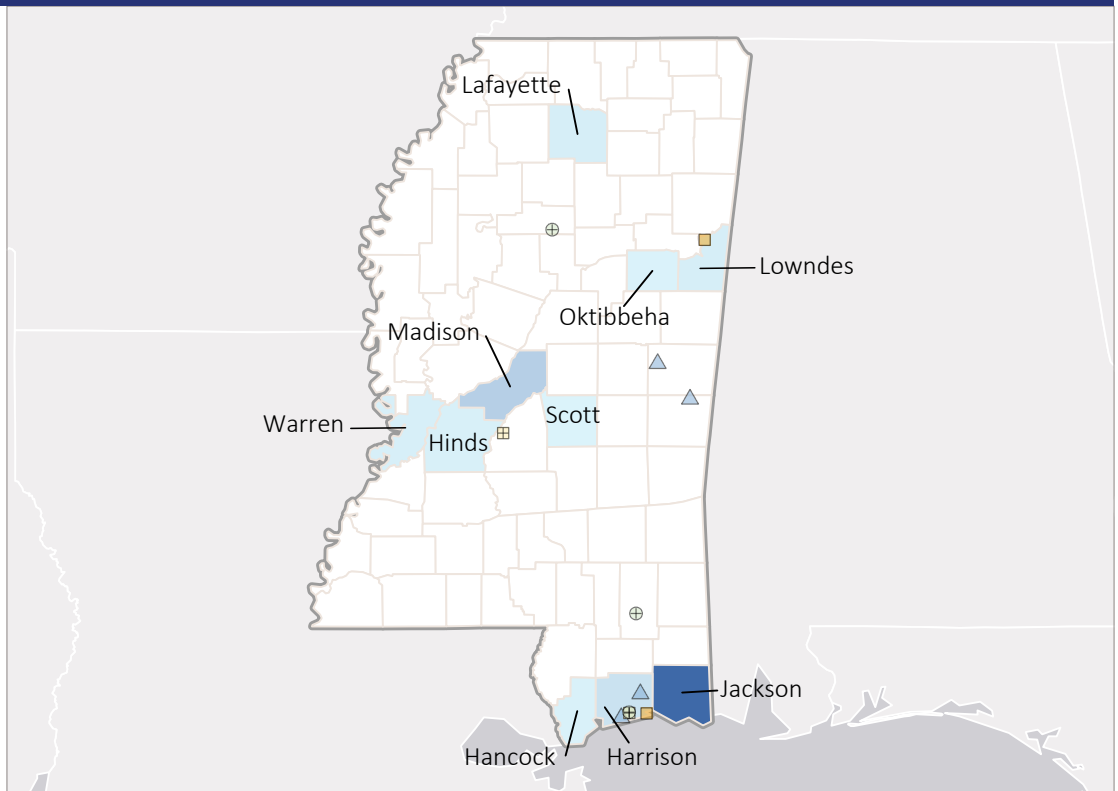 Lafayette
Lowndes
Oktibbeha
Madison
Scott
Warren
Hinds
Jackson
Hancock
Harrison